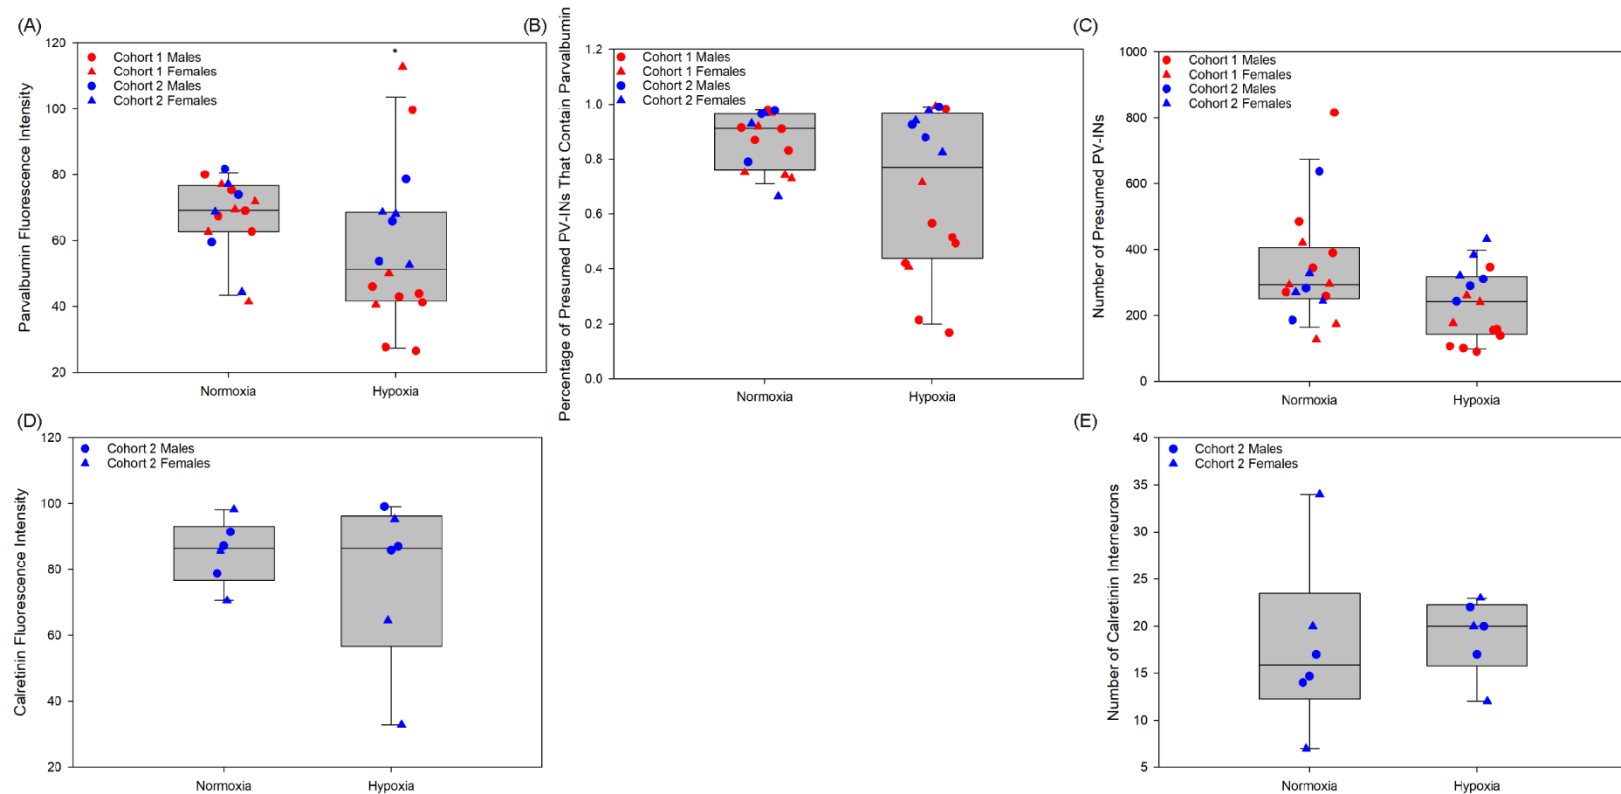 (A)
120
100
80
60
40
20
Parvalbumin Fluorescence Intensity
Cohort 1 Males
Cohort 1 Females
Cohort 2 Males
Cohort 2 Females
*
Normoxia
Hypoxia
(B)
1.2
1.0
0.8
0.6
0.4
0.2
0.0
Percentage of Presumed PV-INs That Contain Parvalbumin
Cohort 1 Males
Cohort 1 Females
Cohort 2 Males
Cohort 2 Females
Normoxia
Hypoxia
(C)
1000
800
600
400
200
0
Number of Presumed PV-INs
Cohort 1 Males
Cohort 1 Females
Cohort 2 Males
Cohort 2 Females
Normoxia
Hypoxia
(D)
120
100
80
60
40
20
Calretinin Fluorescence Intensity
Cohort 2 Males
Cohort 2 Females
Normoxia
Hypoxia
(E)
40
35
30
25
20
15
10
5
Number of Calretinin Interneurons
Cohort 2 Males
Cohort 2 Females
Normoxia
Hypoxia